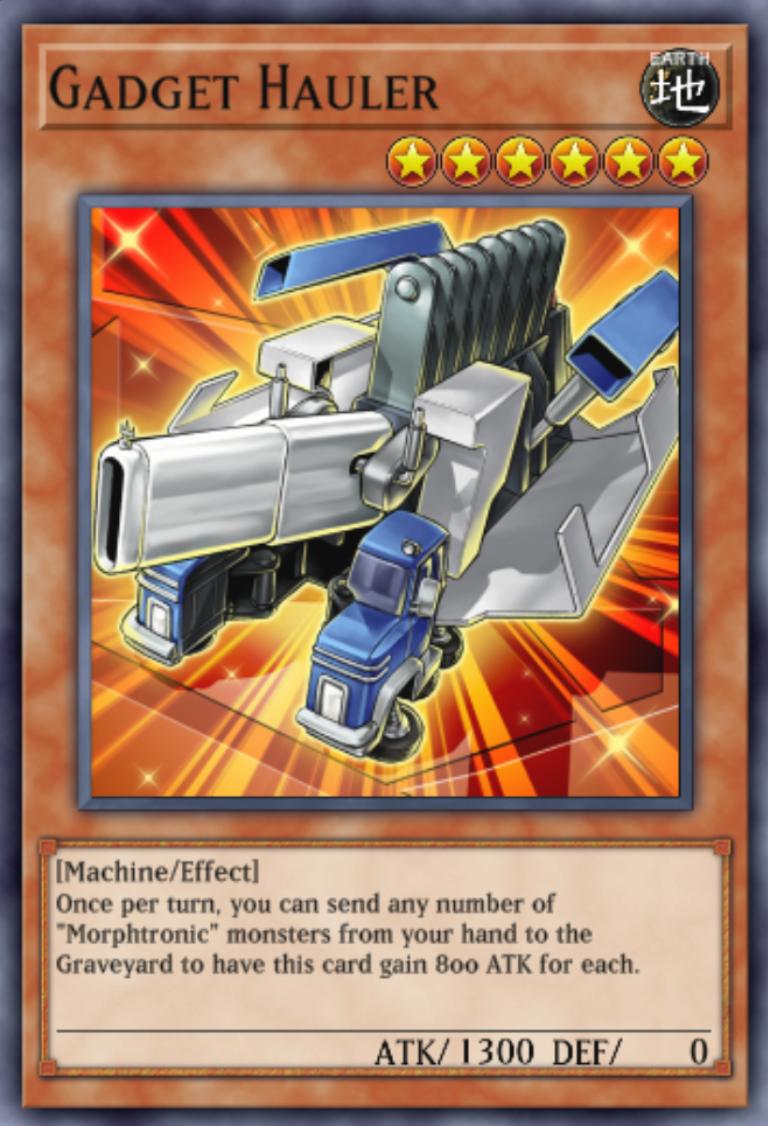 Gadget Hauler
EARTH
地
[Machine/Effect]
Once per turn, you can send any number of
"Morphtronic" monsters from your hand to the
Graveyard to have this card gain 800 ATK for each.
ATK/ 1300 DEF/ 0